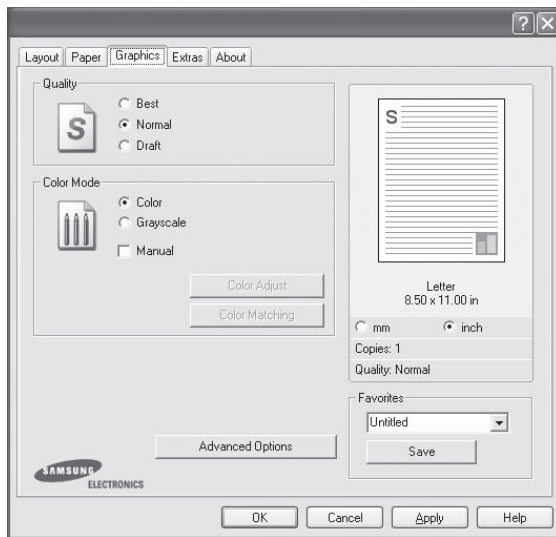 Layout Paper Graphics Extras About
Quality
S
Best
Normal
Draft
Color Mode
Color
Grayscale
Manual
Color Adjust
Color Matching
S
Letter
8.50 x 11.00 in
mm inch
Copies: 1
Quality: Normal
Favorites
Untitled
Save
Advanced Options
SAMSUNG
ELECTRONICS
OK Cancel Apply Help